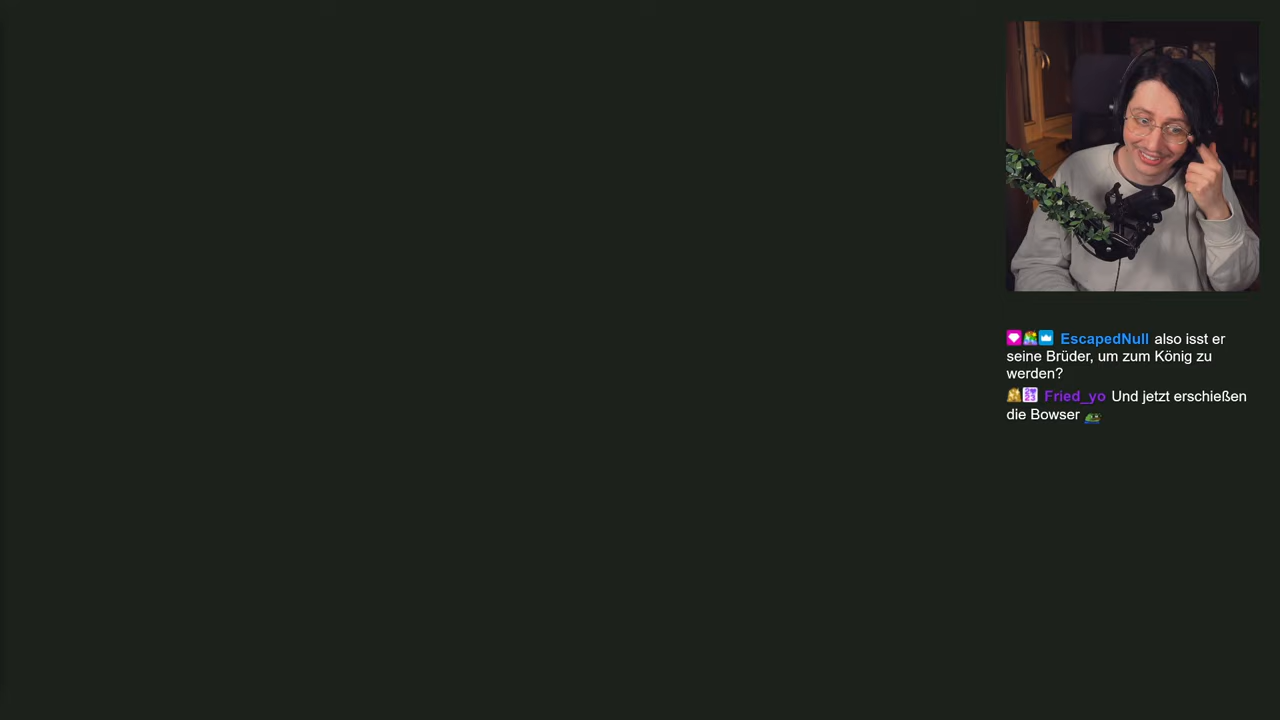 EscapedNull also isst er
seine Brüder, um zum König zu
werden?
Fried_yo Und jetzt erschießen
die Bowser